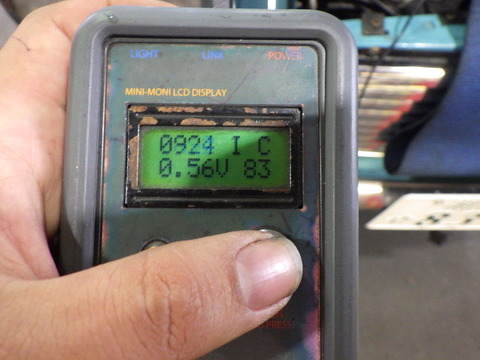 LIGHT LINK POWER
MINI-MONI LCD DISPLAY
0924 I C
0.56V 83